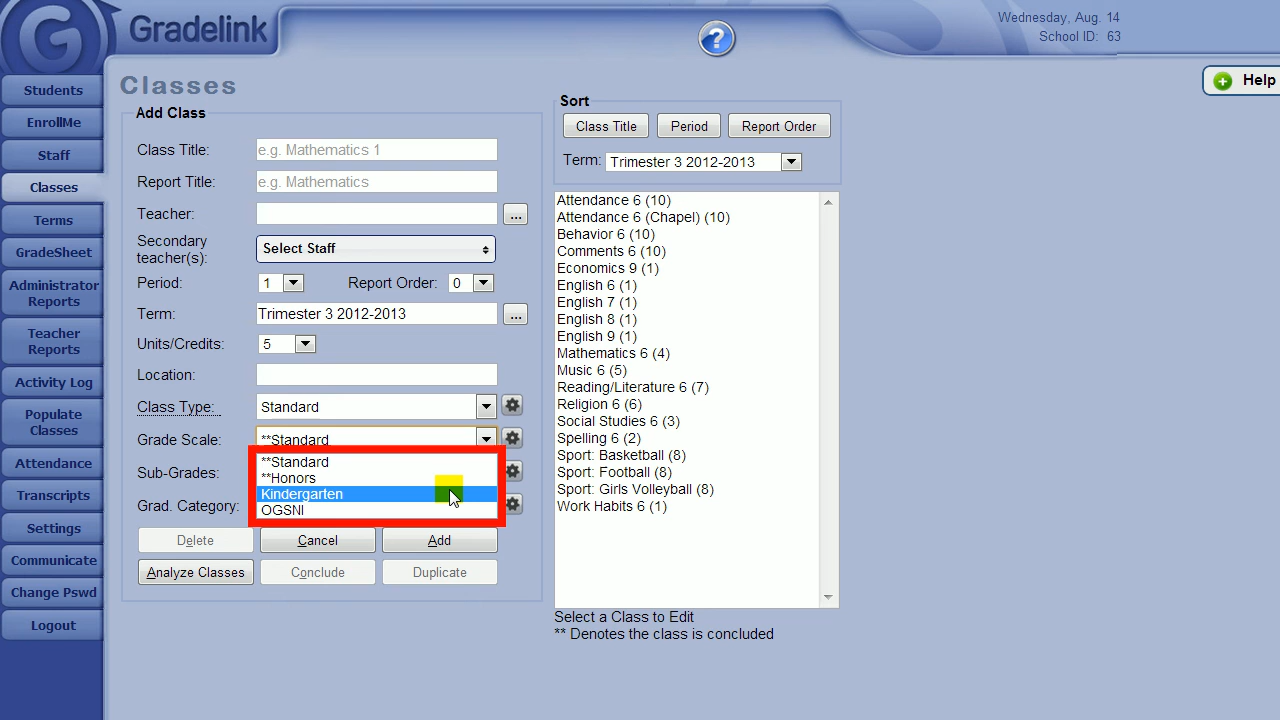 Gradelink
Wednesday, Aug. 14
School ID: 63
?
Help
Students
EnrollMe
Staff
Classes
Terms
GradeSheet
Administrator
Reports
Teacher
Reports
Activity Log
Populate
Classes
Attendance
Transcripts
Settings
Communicate
Change Pswd
Logout
Classes
Add Class
Class Title: e.g. Mathematics 1
Report Title: e.g. Mathematics
Teacher: ...
Secondary
teacher(s): Select Staff
Period: 1 Report Order: 0
Term: Trimester 3 2012-2013 ...
Units/Credits: 5
Location:
Class Type: Standard
Grade Scale: **Standard
**Standard
Sub-Grades:
**Honors
Kindergarten
Grad. Category:
OGSNI
Delete Cancel Add
Analyze Classes Conclude Duplicate
Sort
Class Title Period Report Order
Term: Trimester 3 2012-2013
Attendance 6 (10)
Attendance 6 (Chapel) (10)
Behavior 6 (10)
Comments 6 (10)
Economics 9 (1)
English 6 (1)
English 7 (1)
English 8 (1)
English 9 (1)
Mathematics 6 (4)
Music 6 (5)
Reading/Literature 6 (7)
Religion 6 (6)
Social Studies 6 (3)
Spelling 6 (2)
Sport: Basketball (8)
Sport: Football (8)
Sport: Girls Volleyball (8)
Work Habits 6 (1)
Select a Class to Edit
** Denotes the class is concluded